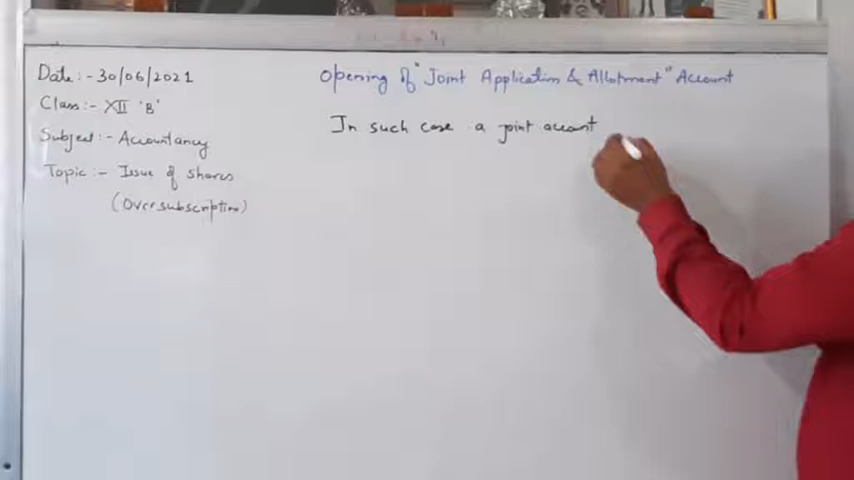 Date:- 30/06/2021
Class:- XII 'B'
Subject:- Accountancy
Topic:- Issue of shares
(Oversubscription)
Opening of "Joint Application & Allotment" Account
In such case a joint account